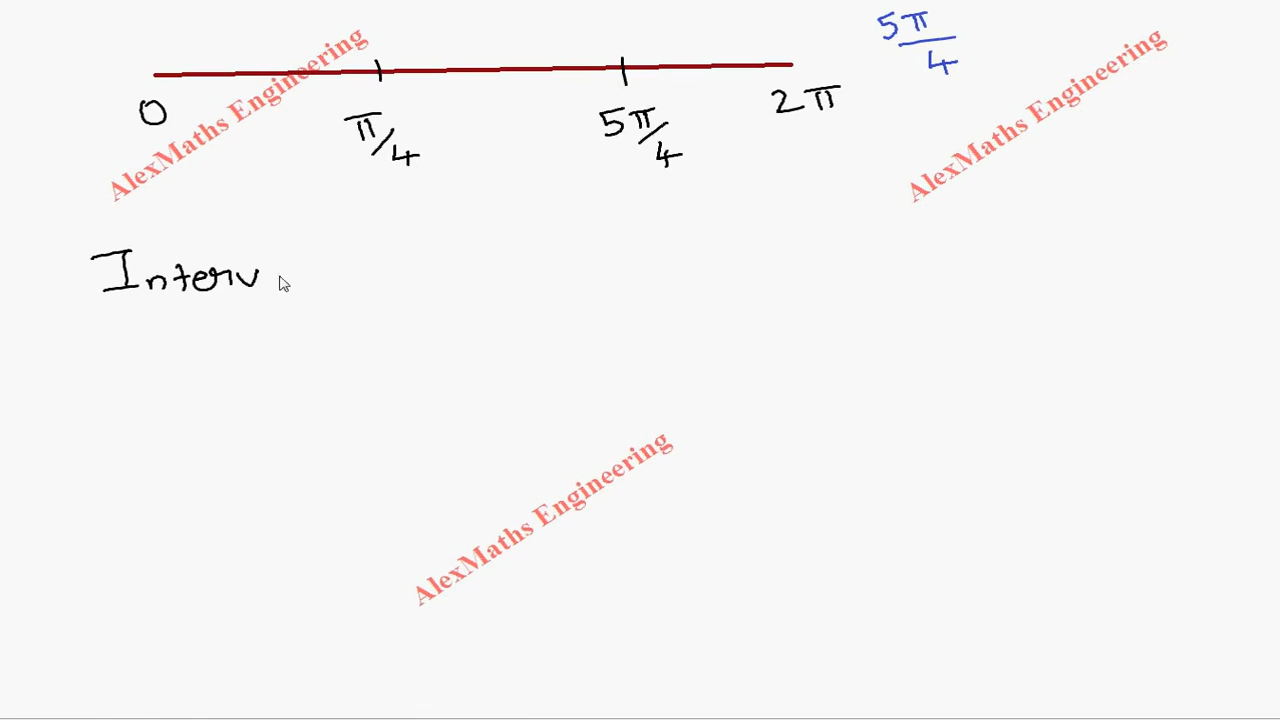 5π/4
0 π/4 5π/4 2π
Interv
AlexMaths Engineering
AlexMaths Engineering
AlexMaths Engineering